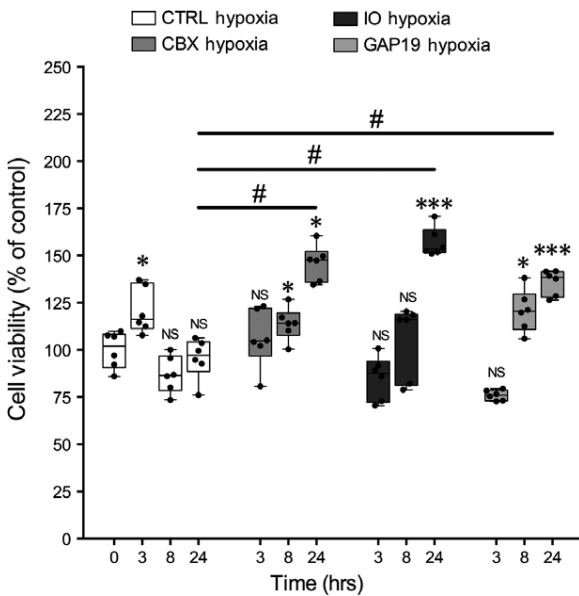 CTRL hypoxia
IO hypoxia
CBX hypoxia
GAP19 hypoxia
Cell viability (% of control)
250
225
200
175
150
125
100
75
50
25
0
#
#
#
*
NS
NS
NS
*
*
NS
NS
***
NS
*
***
0 3 8 24 3 8 24 3 8 24 3 8 24
Time (hrs)